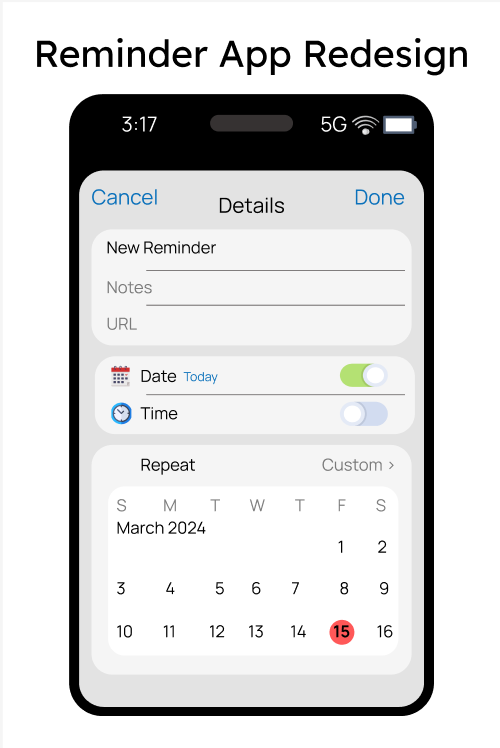 Reminder App Redesign
3:17 5G
Cancel Details Done
New Reminder
Notes
URL
Date Today
Time
Repeat Custom >
S M T W T F S
March 2024
1 2
3 4 5 6 7 8 9
10 11 12 13 14 15 16